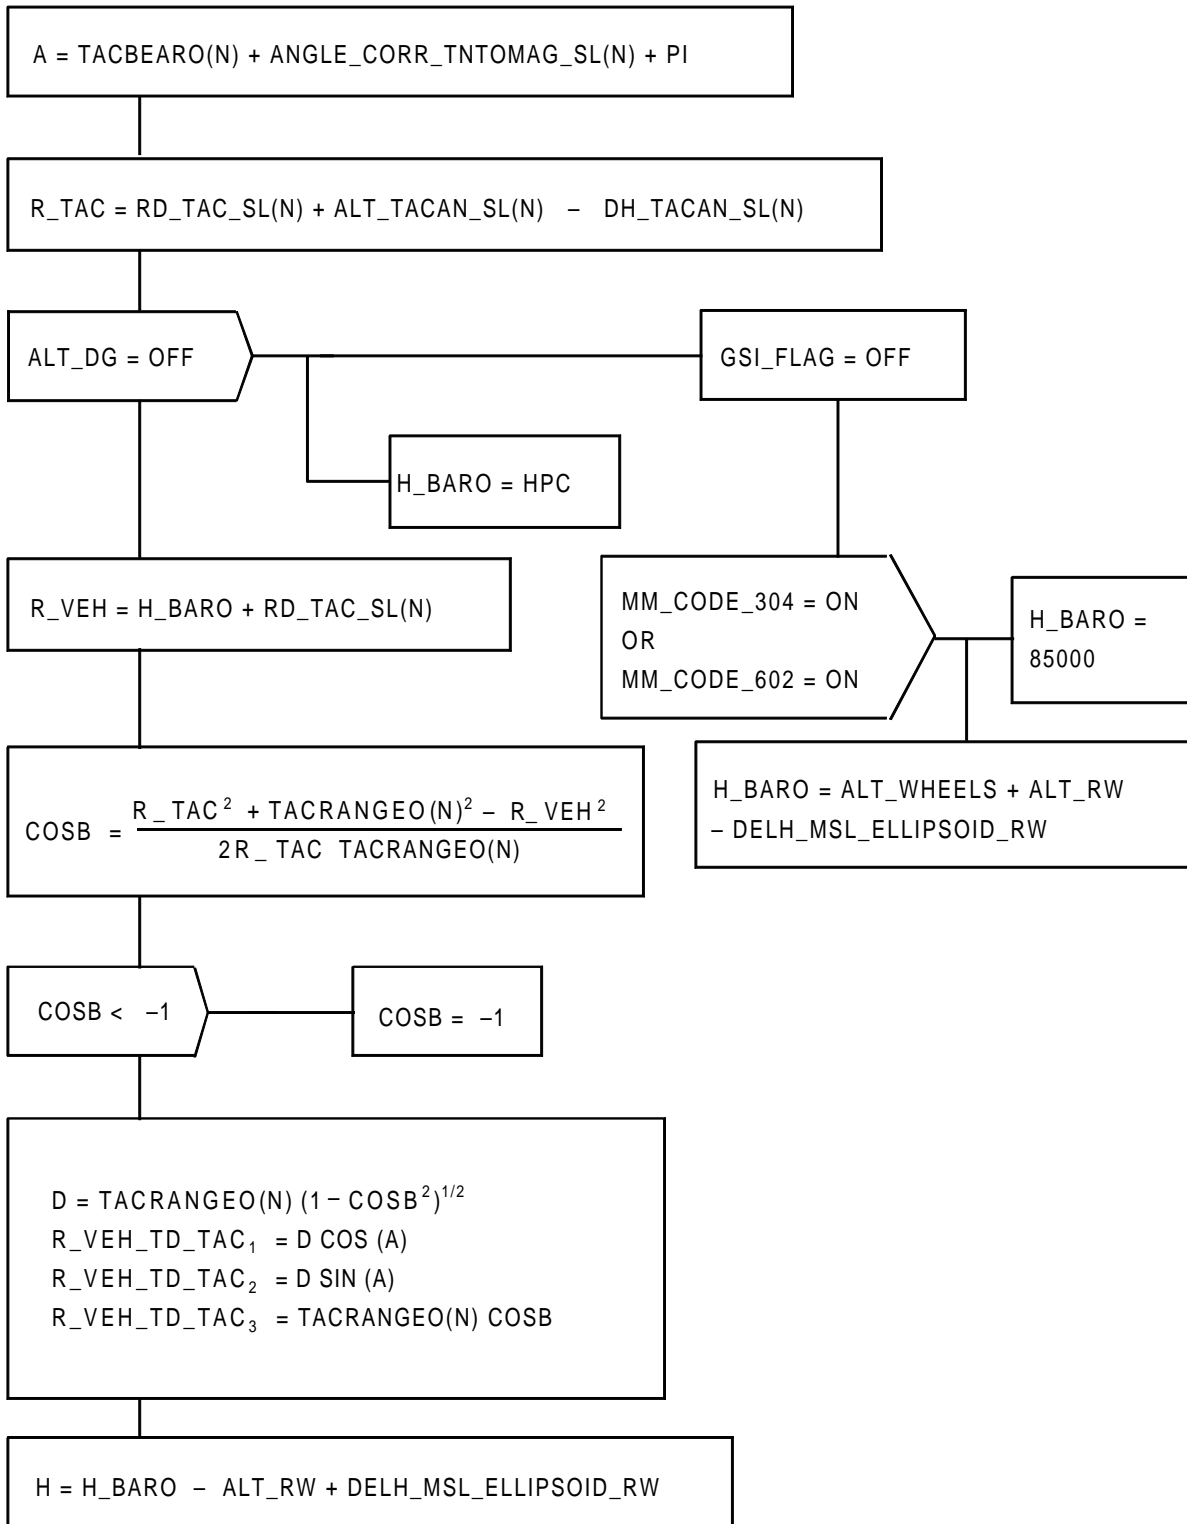 A = TACBEARO(N) + ANGLE_CORR_TNTOMAG_SL(N) + PI
R_TAC = RD_TAC_SL(N) + ALT_TACAN_SL(N) – DH_TACAN_SL(N)
ALT_DG = OFF
GSI_FLAG = OFF
H_BARO = HPC
R_VEH = H_BARO + RD_TAC_SL(N)
MM_CODE_304 = ON
OR
MM_CODE_602 = ON
H_BARO =
85000
H_BARO = ALT_WHEELS + ALT_RW
– DELH_MSL_ELLIPSOID_RW
R_TAC² + TACRANGEO(N)² – R_VEH²
COSB =
2R_TAC TACRANGEO(N)
COSB < –1
COSB = –1
D = TACRANGEO(N) (1 – COSB²)^1/2
R_VEH_TD_TAC₁ = D COS (A)
R_VEH_TD_TAC₂ = D SIN (A)
R_VEH_TD_TAC₃ = TACRANGEO(N) COSB
H = H_BARO – ALT_RW + DELH_MSL_ELLIPSOID_RW